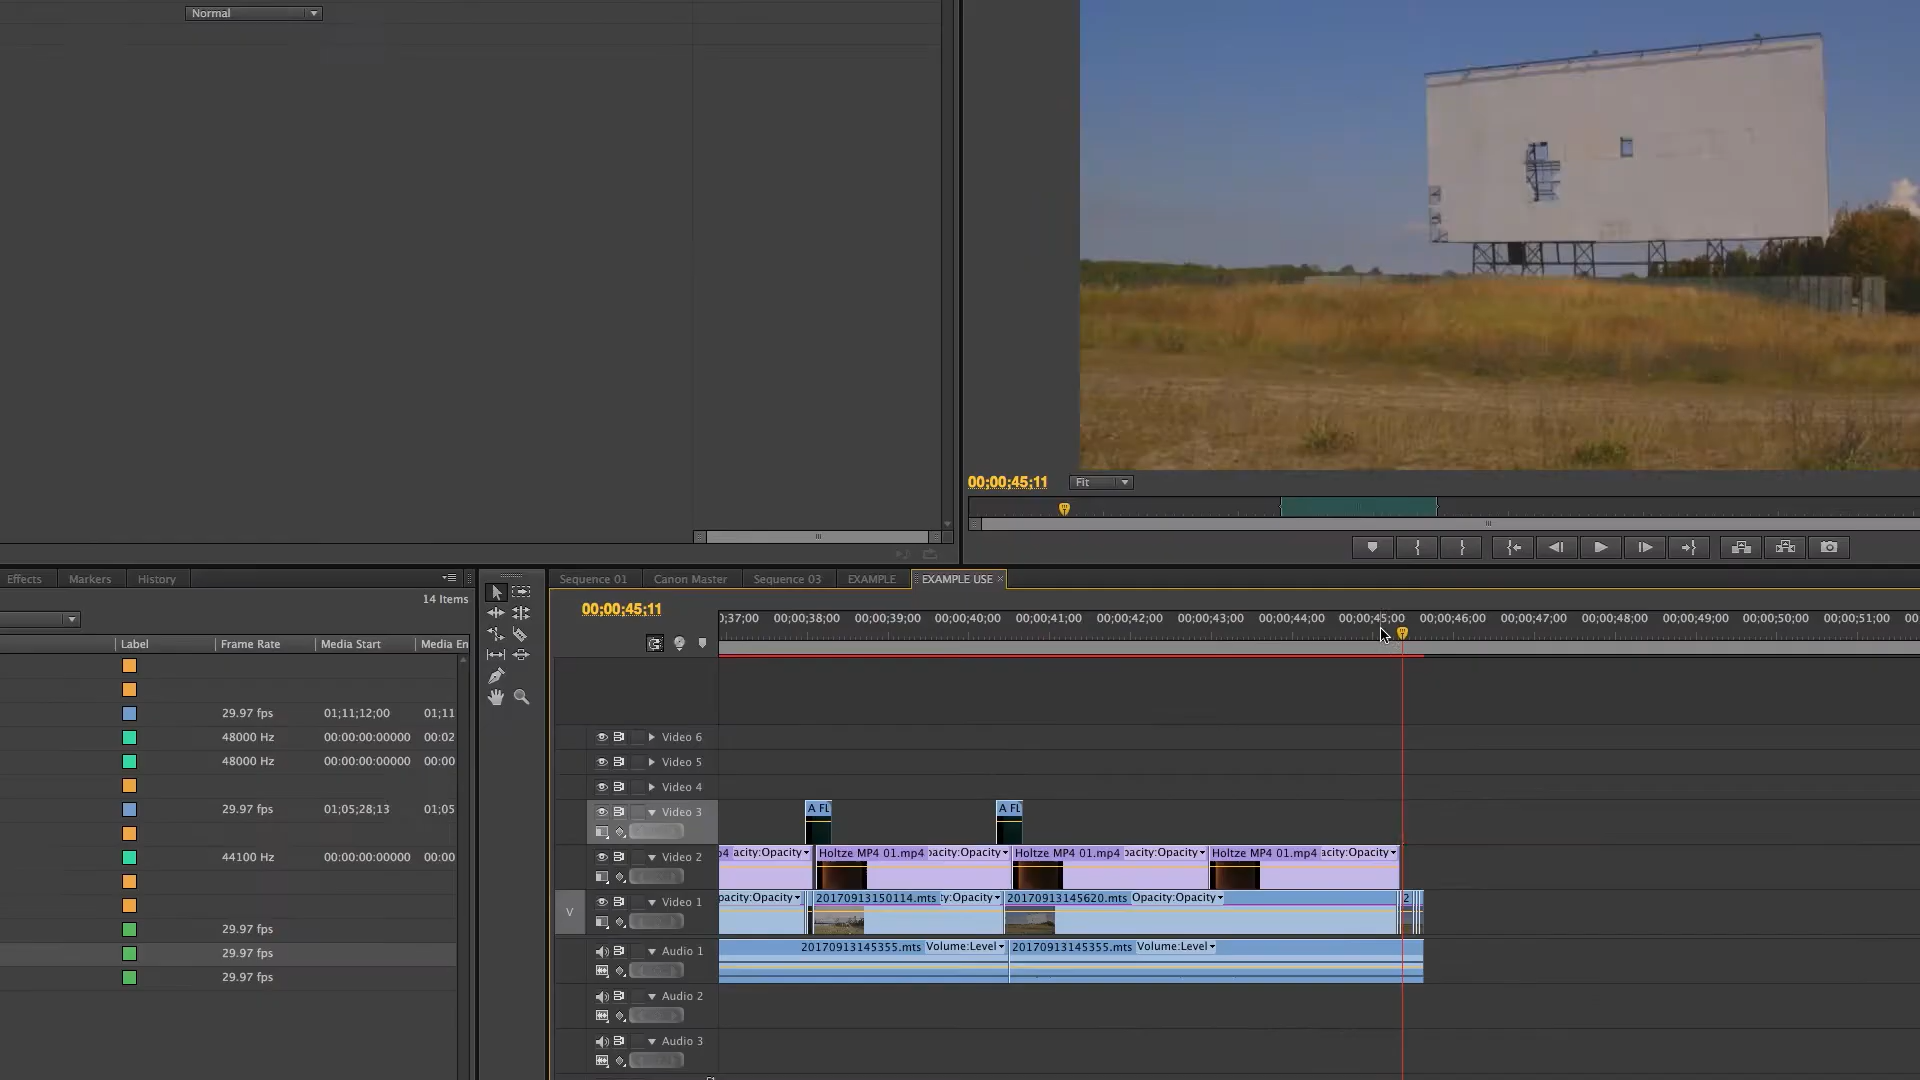 Normal
00;00;45;11
Fit
Effects
Markers
History
14 Items
Label
Frame Rate
Media Start
Media En
29.97 fps
01;11;12;00
01;11
48000 Hz
00:00:00:00000
00:02
48000 Hz
00:00:00:00000
00:00
29.97 fps
01;05;28;13
01;05
44100 Hz
00:00:00:00000
00:00
29.97 fps
29.97 fps
29.97 fps
Sequence 01
Canon Master
Sequence 03
EXAMPLE
EXAMPLE USE
00;00;45;11
0;37;00
00;00;38;00
00;00;39;00
00;00;40;00
00;00;41;00
00;00;42;00
00;00;43;00
00;00;44;00
00;00;45;00
00;00;46;00
00;00;47;00
00;00;48;00
00;00;49;00
00;00;50;00
00;00;51;00
00
Video 6
Video 5
Video 4
Video 3
A FL
A FL
Video 2
p4 acity:Opacity
Holtze MP4 01.mp4 pacity:Opacity
Holtze MP4 01.mp4 pacity:Opacity
Holtze MP4 01.mp4 acity:Opacity
V
Video 1
pacity:Opacity
20170913150114.mts ty:Opacity
20170913145620.mts Opacity:Opacity
2
Audio 1
20170913145355.mts Volume:Level
20170913145355.mts Volume:Level
Audio 2
Audio 3